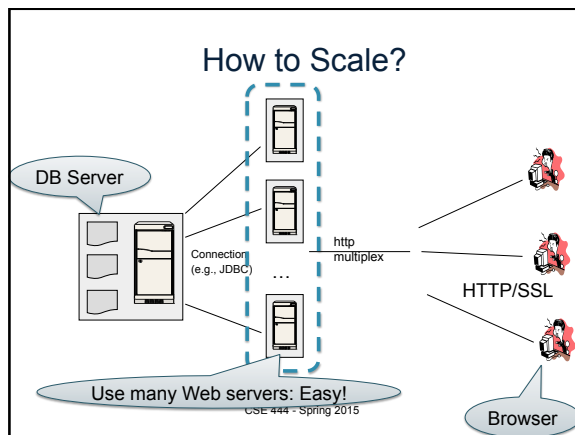 How to Scale?
DB Server
Connection
(e.g., JDBC)
...
http
multiplex
HTTP/SSL
Use many Web servers: Easy!
CSE 444 - Spring 2015
Browser